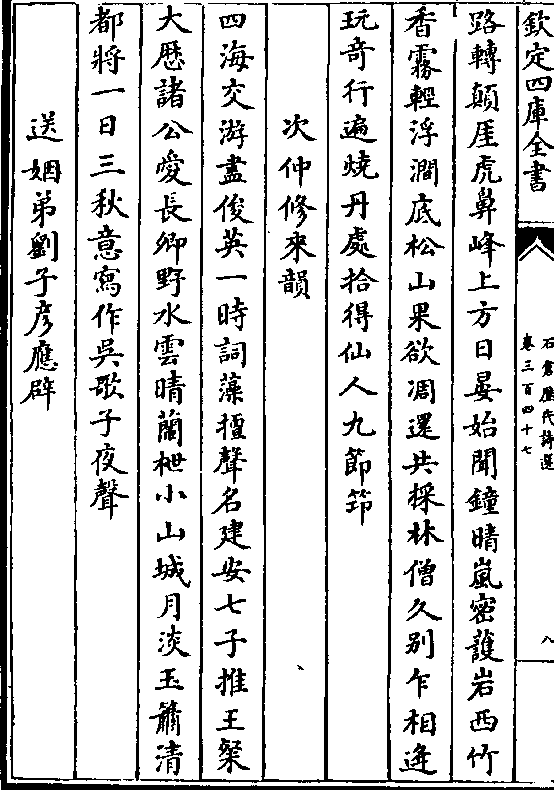 欽定四庫全書
石倉歷代詩選
卷三百四十七
八
路轉顛厓虎鼻峰上方日晏始聞鐘晴嵐密護岩西竹
香霧輕浮澗底松山果欲凋還共採林僧久別乍相逢
玩奇行遍燒丹處拾得仙人九節筇
次仲修來韻
四海交游盡俊英一時詞藻擅聲名建安七子推王粲
大歷諸公愛長卿野水雲晴蘭枻小山城月淡玉簫清
都將一日三秋意寫作吳歌子夜聲
送姻弟劉子彦應辟